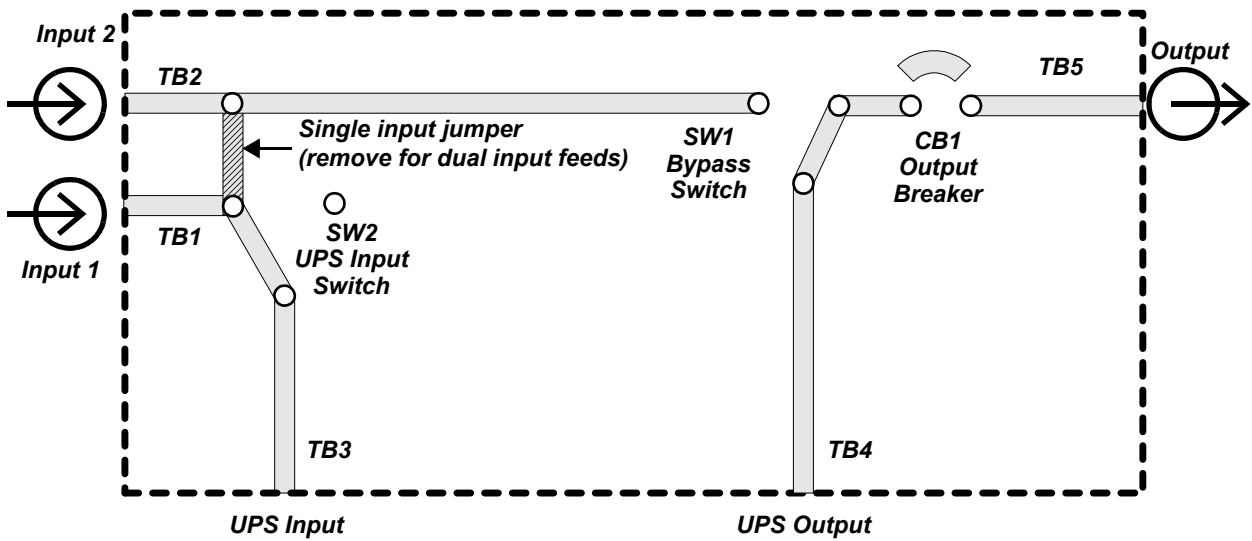 Input 2
TB2
Single input jumper
(remove for dual input feeds)
TB1
Input 1
SW2
UPS Input
Switch
SW1
Bypass
Switch
CB1
Output
Breaker
TB5
Output
TB3
TB4
UPS Input
UPS Output